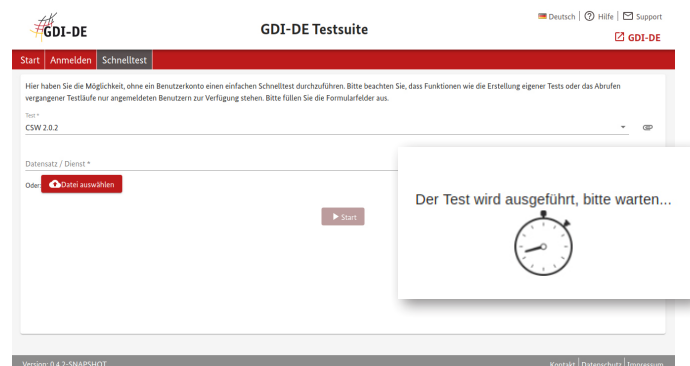 GDI-DE
GDI-DE Testsuite
Deutsch | Hilfe | Support
GDI-DE
Start Anmelden Schnelltest
Hier haben Sie die Möglichkeit, ohne ein Benutzerkonto einen einfachen Schnelltest durchzuführen. Bitte beachten Sie, dass Funktionen wie die Erstellung eigener Tests oder das Abrufen
vergangener Testläufe nur angemeldeten Benutzern zur Verfügung stehen. Bitte füllen Sie die Formularfelder aus.
Test *
CSW 2.0.2
Datensatz / Dienst *
Oder: Datei auswählen
Start
Der Test wird ausgeführt, bitte warten...
Version: 0.4.2-SNAPSHOT
Kontakt | Datenschutz | Impressum